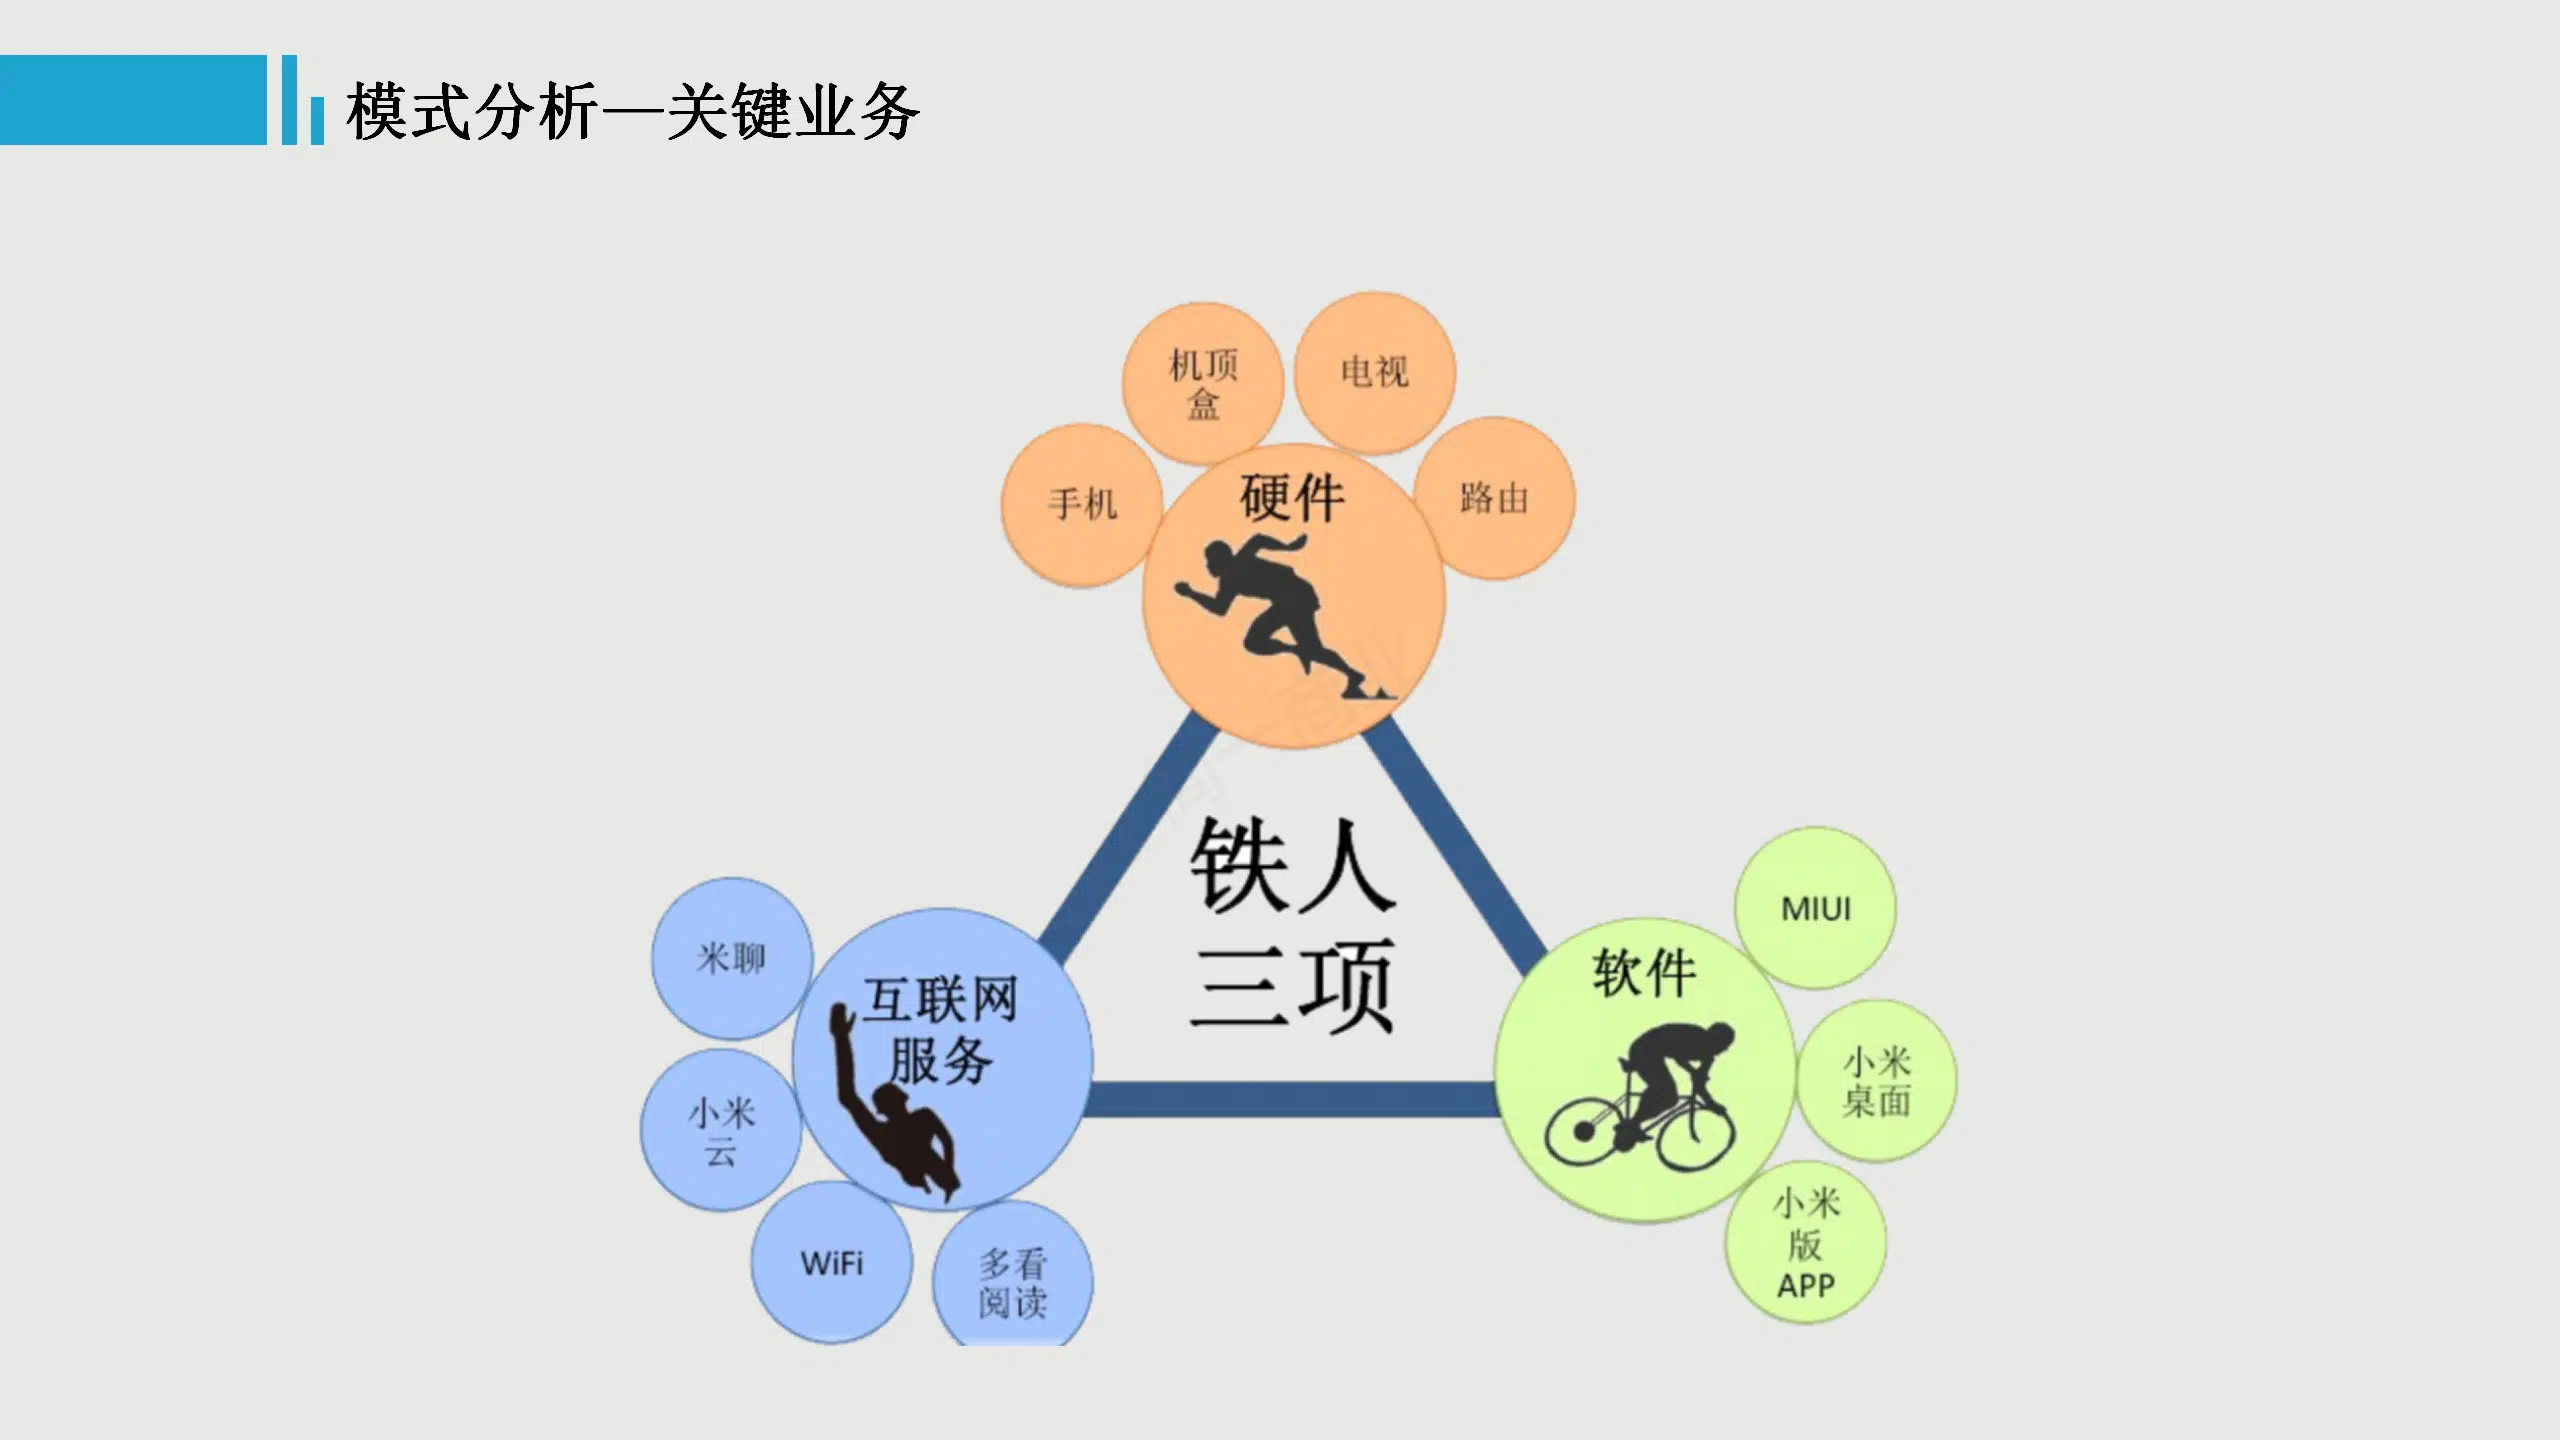 模式分析—关键业务
机顶
盒
电视
手机
路由
硬件
铁人
三项
米聊
小米
云
WiFi
多看
阅读
互联网
服务
软件
MIUI
小米
桌面
小米
版
APP